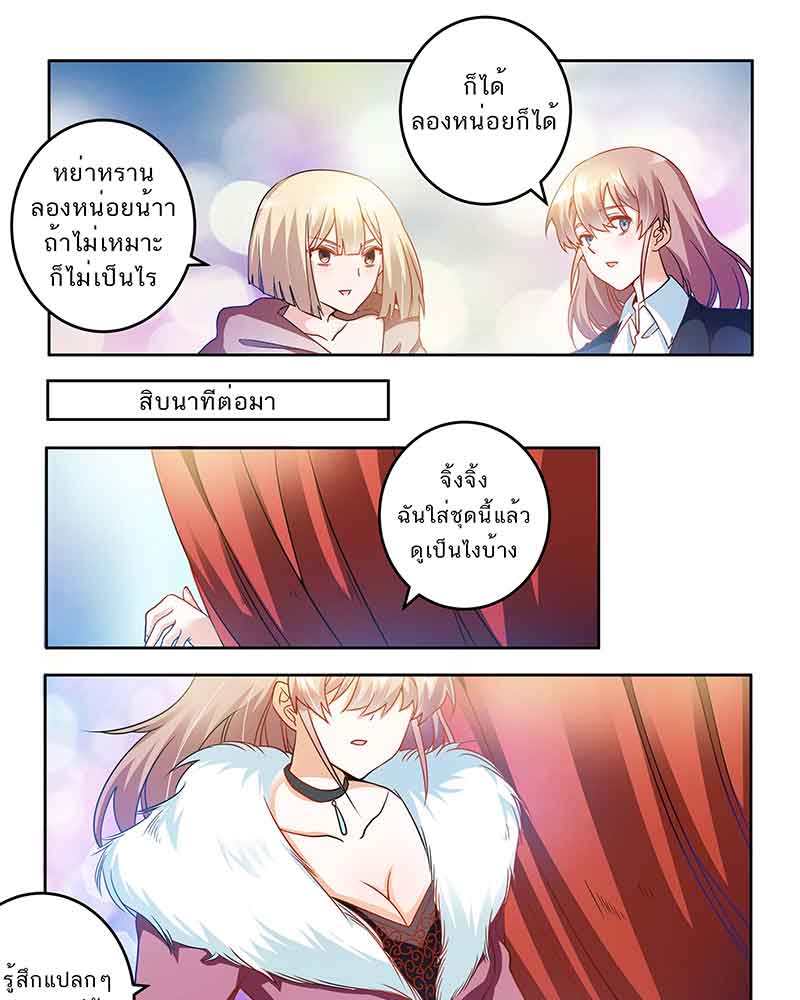 หย่าหราน
ลองหน่อยน้าา
ถ้าไม่เหมาะ
ก็ไม่เป็นไร
ก็ได้
ลองหน่อยก็ได้
สิบนาทีต่อมา
จิ้งจิ้ง
ฉันใส่ชุดนี้แล้ว
ดูเป็นไงบ้าง
รู้สึกแปลกๆ